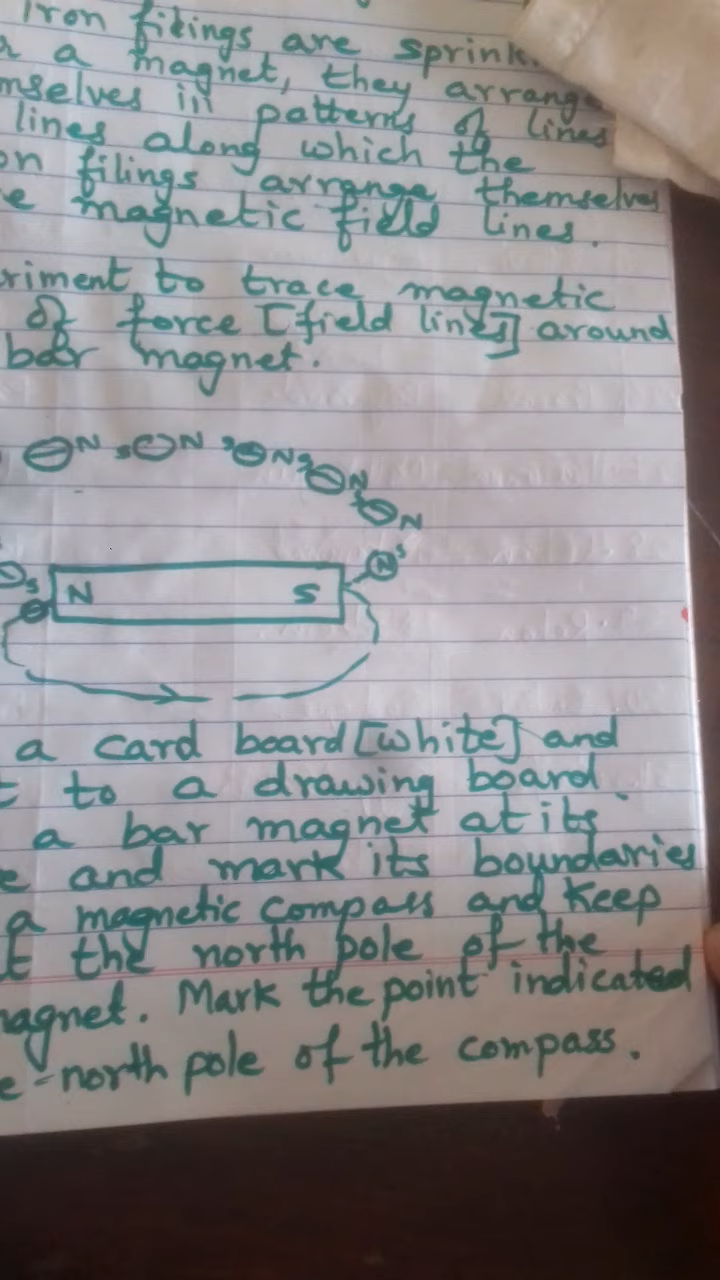 Iron filings are sprink
a magnet, they arrang
mselves in patterns of lines
lines along which the
on filings arrange themselves
e magnetic field lines.
riment to trace magnetic
of force [field lines] around
bar magnet.
N S N S N S N S N
S N S
S N
a card board [white] and
t to a drawing board.
a bar magnet at its
e and mark its boundaries
a magnetic compass and keep
t the north pole of the
magnet. Mark the point indicated
e north pole of the compass.